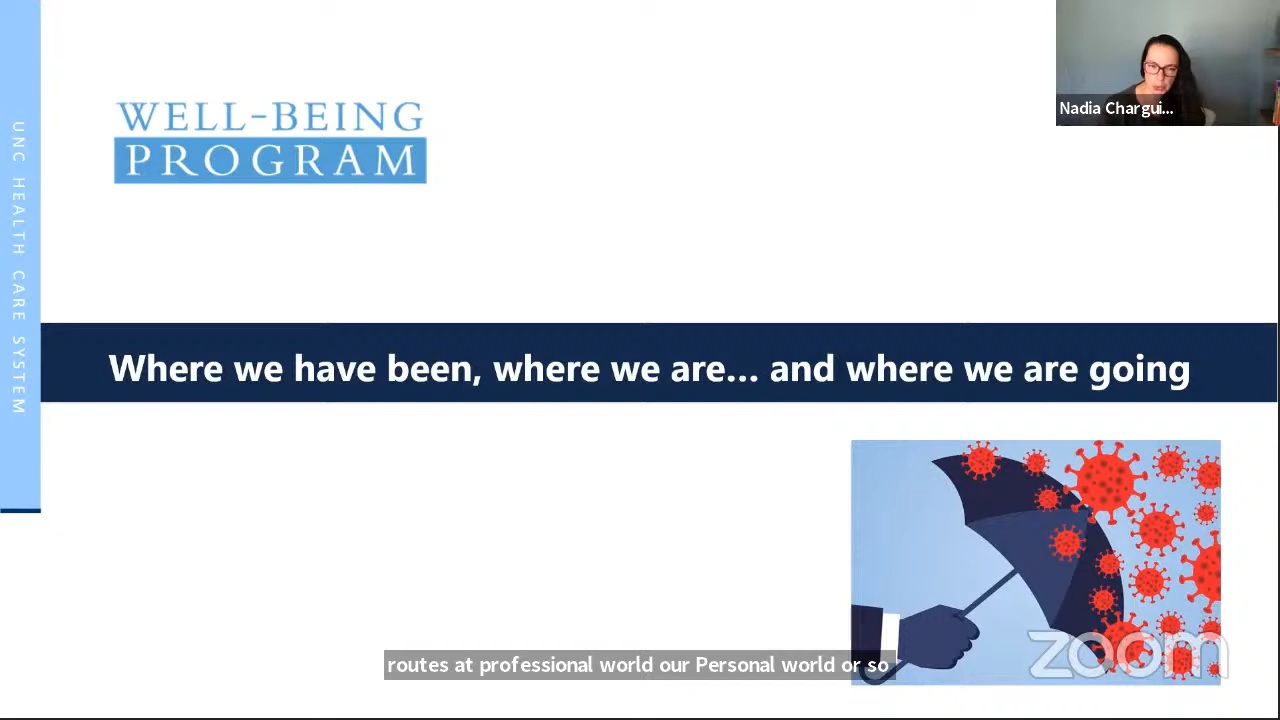 UNC HEALTH CARE SYSTEM
WELL-BEING
PROGRAM
Nadia Chargui...
Where we have been, where we are... and where we are going
routes at professional world our Personal world or so
zoom